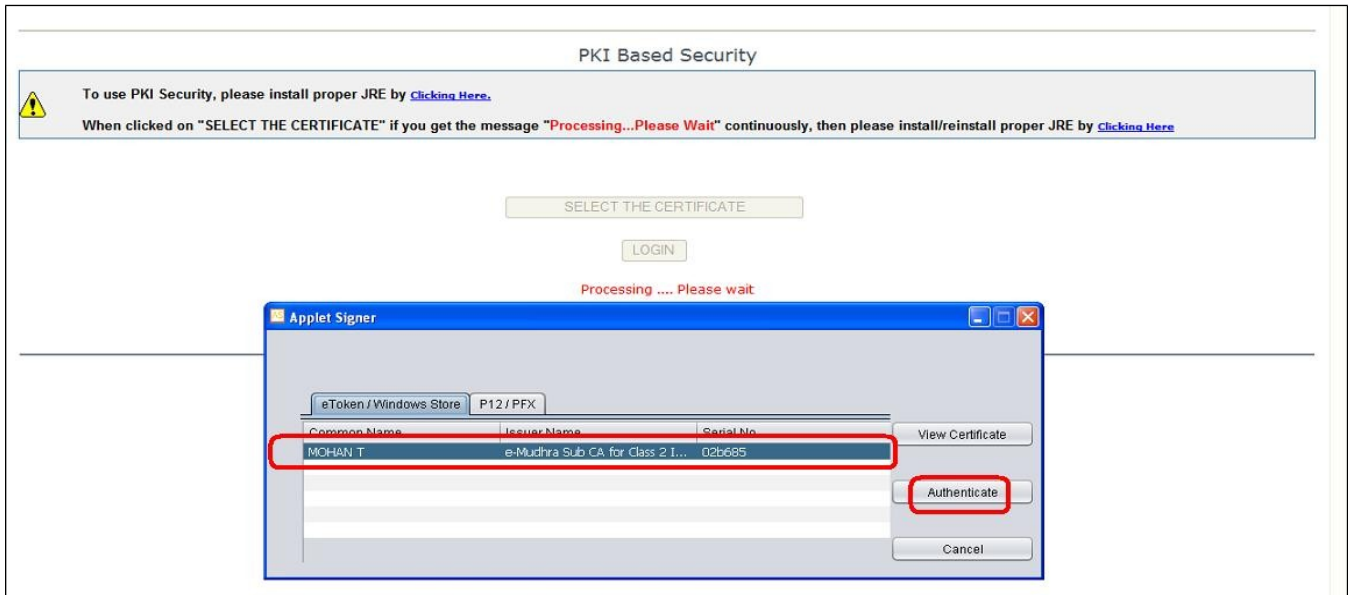 PKI Based Security
To use PKI Security, please install proper JRE by Clicking Here.
When clicked on "SELECT THE CERTIFICATE" if you get the message "Processing...Please Wait" continuously, then please install/reinstall proper JRE by Clicking Here
SELECT THE CERTIFICATE
LOGIN
Processing .... Please wait
Applet Signer
eToken / Windows Store P12 / PFX
Common Name Issuer Name Serial No
MOHAN T e-Mudhra Sub CA for Class 2 I... 02b685
View Certificate
Authenticate
Cancel